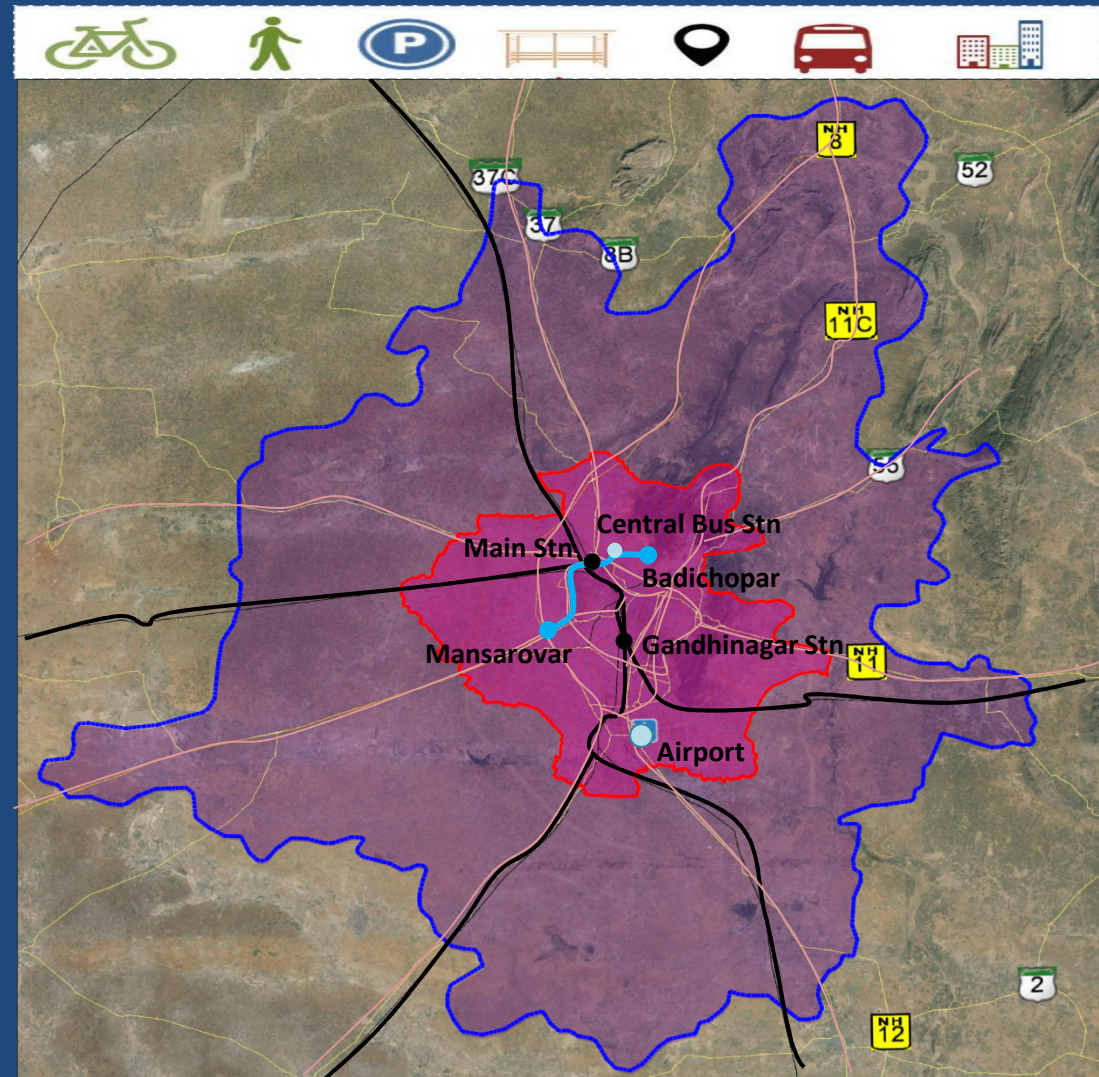 P
NH
8
37C
52
37
8B
NH
11C
55
Central Bus Stn
Main Stn.
Badichopar
Gandhinagar Stn
Mansarovar
NH
11
Airport
2
NH
12